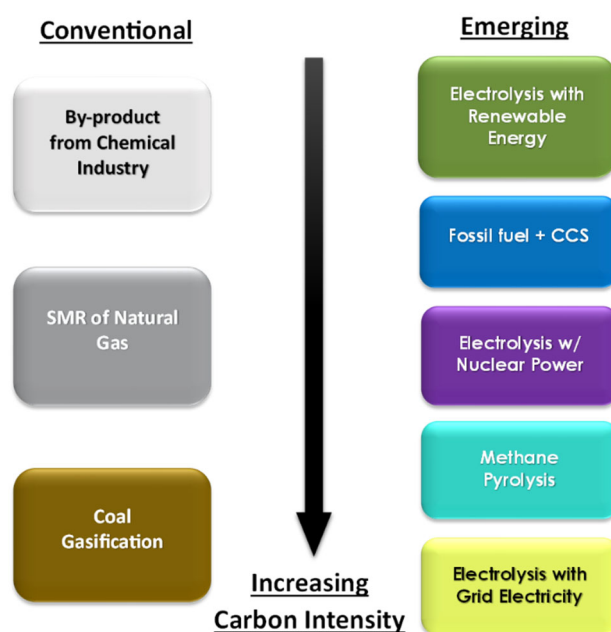 Conventional
By-product
from Chemical
Industry
SMR of Natural
Gas
Coal
Gasification
Increasing
Carbon Intensity
Emerging
Electrolysis with
Renewable
Energy
Fossil fuel + CCS
Electrolysis w/
Nuclear Power
Methane
Pyrolysis
Electrolysis with
Grid Electricity